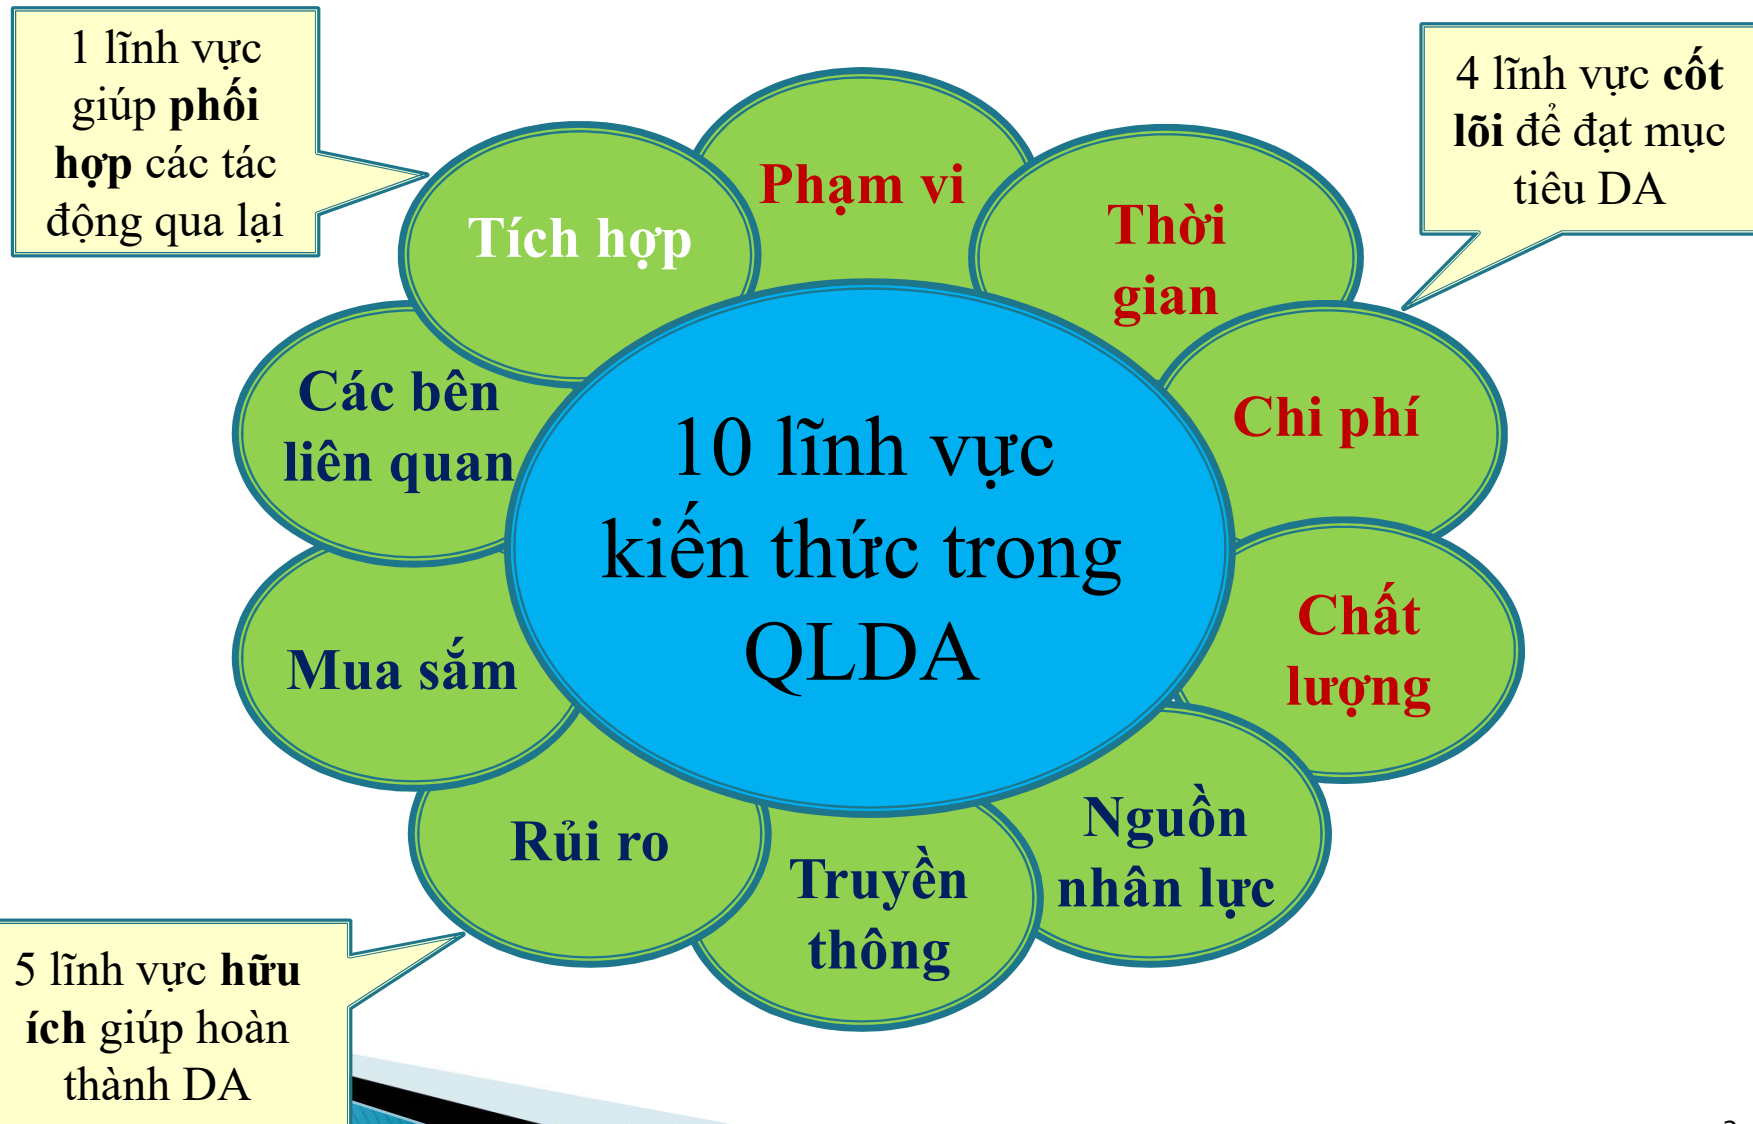 1 lĩnh vực
giúp phối
hợp các tác
động qua lại
4 lĩnh vực cốt
lõi để đạt mục
tiêu DA
Tích hợp
Phạm vi
Thời
gian
Chi phí
Chất
lượng
Nguồn
nhân lực
Truyền
thông
Rủi ro
Mua sắm
Các bên
liên quan
10 lĩnh vực
kiến thức trong
QLDA
5 lĩnh vực hữu
ích giúp hoàn
thành DA